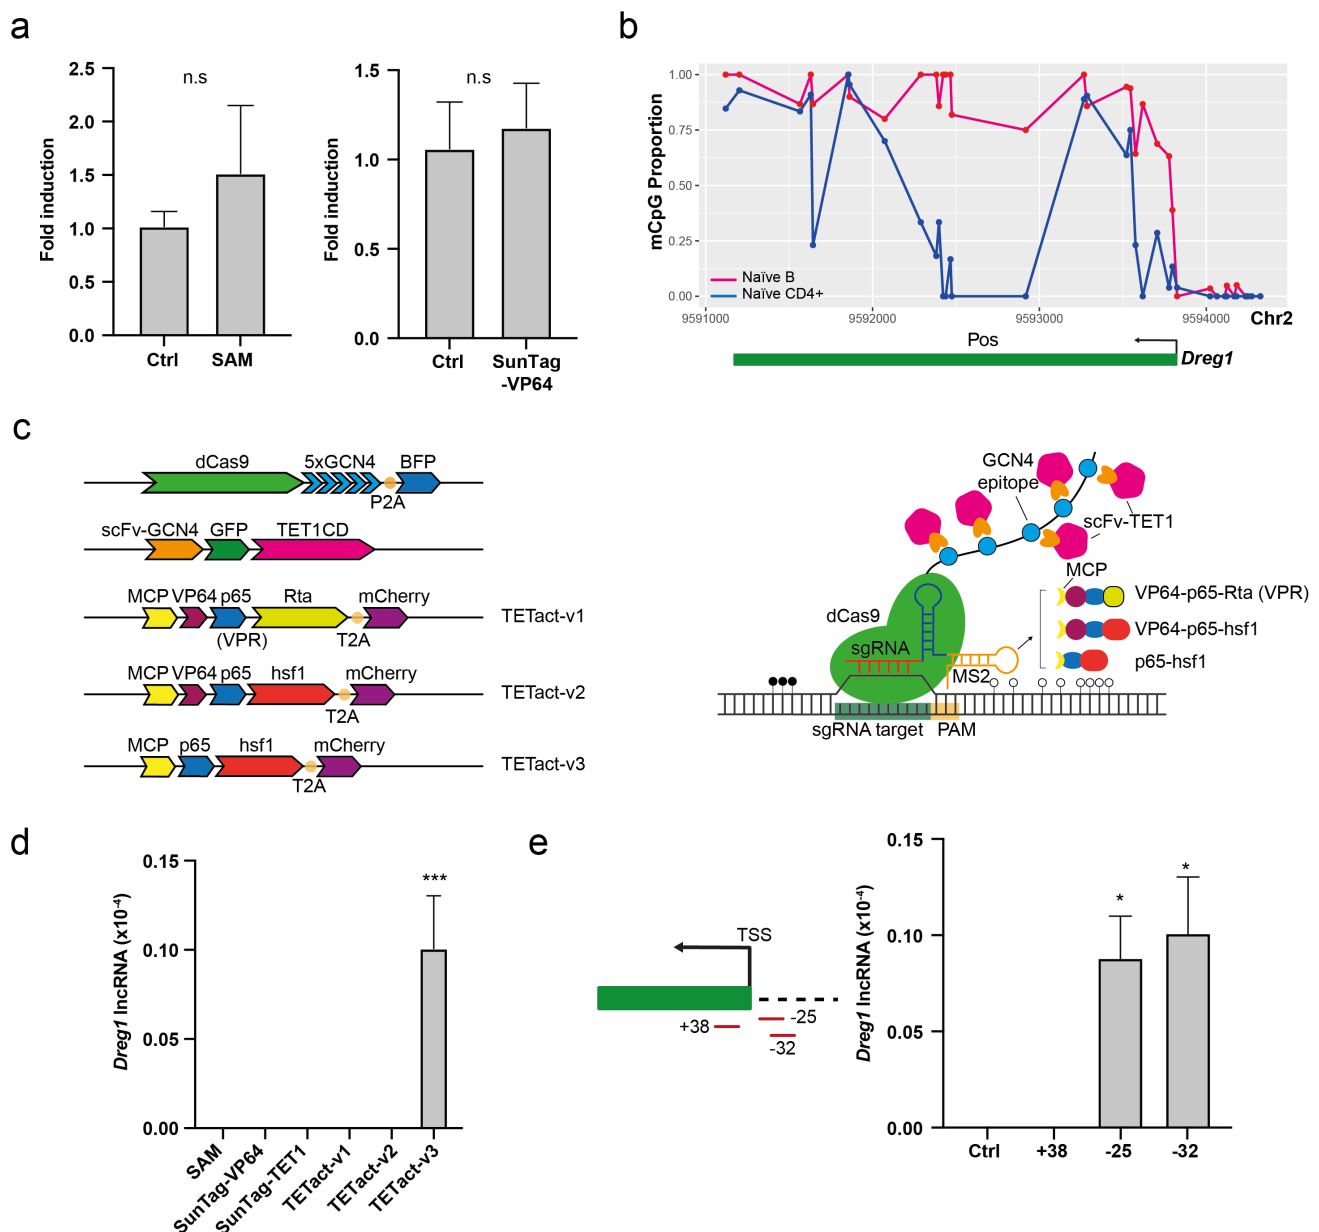 a
n.s
2.5
2.0
1.5
1.0
0.5
0.0
Fold induction
Ctrl
SAM
n.s
1.5
1.0
0.5
0.0
Fold induction
Ctrl
SunTag
-VP64
b
1.00
0.75
0.50
0.25
0.00
mCpG Proportion
Naïve B
Naïve CD4+
9591000
9592000
9593000
9594000
Chr2
Pos
Dreg1
c
dCas9
5xGCN4
BFP
P2A
scFv-GCN4
GFP
TET1CD
MCP VP64 p65 Rta mCherry
(VPR)
T2A
TETact-v1
MCP VP64 p65 hsf1 mCherry
T2A
TETact-v2
MCP p65 hsf1 mCherry
T2A
TETact-v3
GCN4
epitope
scFv-TET1
MCP
VP64-p65-Rta (VPR)
VP64-p65-hsf1
p65-hsf1
dCas9
sgRNA
MS2
sgRNA target
PAM
d
0.15
0.10
0.05
0.00
Dreg1 lncRNA (x10⁻⁴)
***
SAM
SunTag-VP64
SunTag-TET1
TETact-v1
TETact-v2
TETact-v3
e
TSS
+38
-25
-32
0.15
0.10
0.05
0.00
Dreg1 lncRNA (x10⁻⁴)
*
*
Ctrl
+38
-25
-32